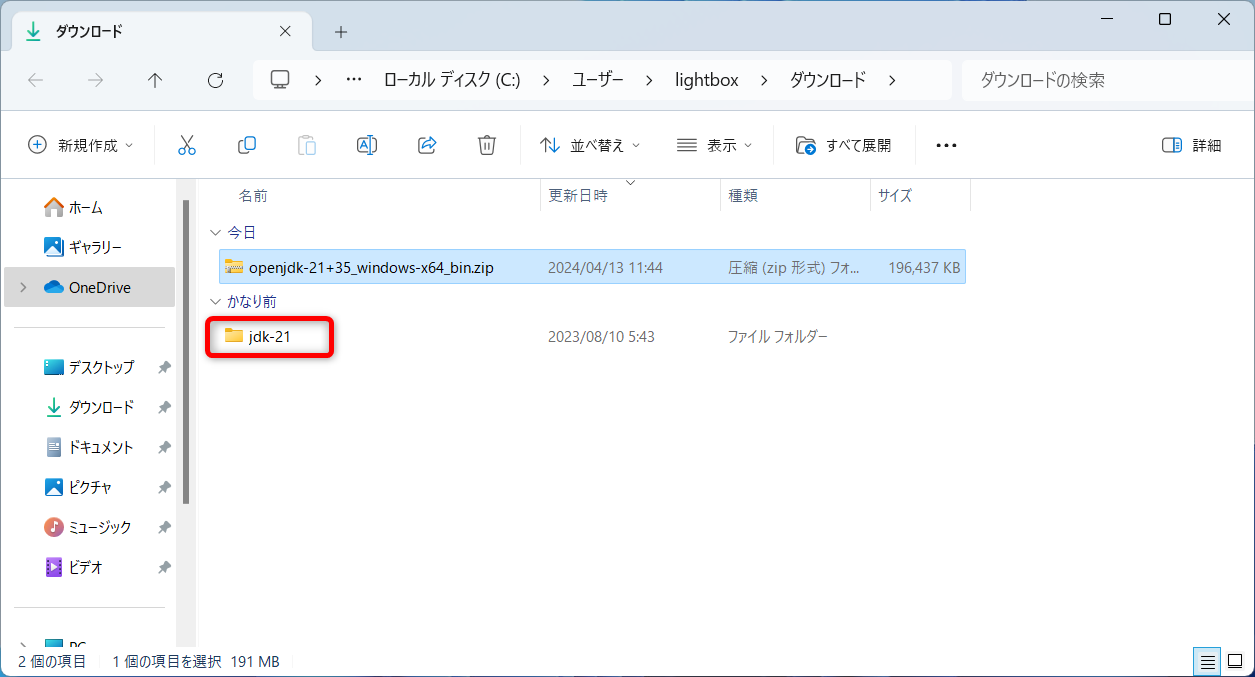 ダウンロード
ローカル ディスク (C:) ユーザー lightbox ダウンロード
ダウンロードの検索
新規作成 並べ替え 表示 すべて展開 詳細
名前 更新日時 種類 サイズ
今日
openjdk-21+35_windows-x64_bin.zip 2024/04/13 11:44 圧縮 (zip 形式) フォ... 196,437 KB
かなり前
jdk-21 2023/08/10 5:43 ファイル フォルダー
ホーム
ギャラリー
OneDrive
デスクトップ
ダウンロード
ドキュメント
ピクチャ
ミュージック
ビデオ
PC
2 個の項目 1 個の項目を選択 191 MB